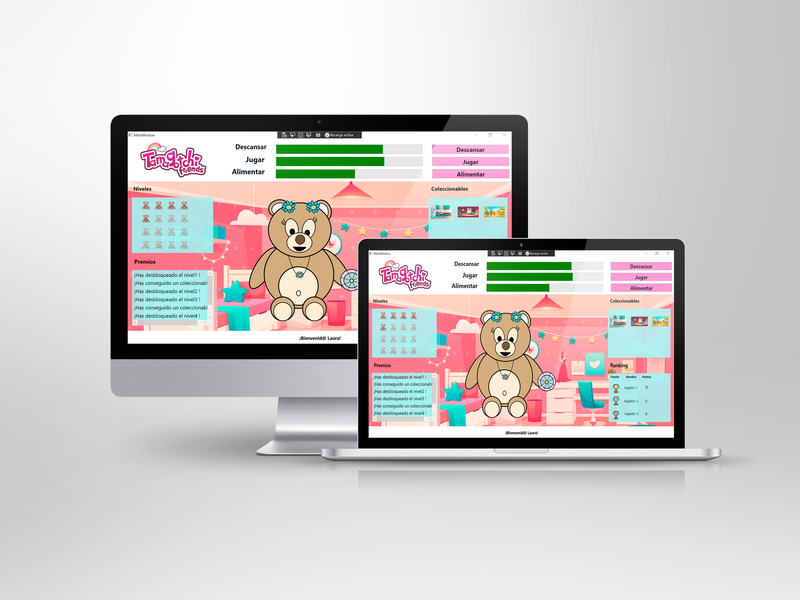 MainWindow
Recarga activa
Tamagotchi
friends
Descansar
Jugar
Alimentar
Descansar
Jugar
Alimentar
Niveles
Coleccionables
Premios
¡Has desbloqueado el nivel1 !
¡Has conseguido un coleccionabl
¡Has desbloqueado el nivel2 !
¡Has desbloqueado el nivel3 !
¡Has conseguido un coleccionabl
¡Has desbloqueado el nivel4 !
¡Bienvenid@ Laura!
MainWindow
Recarga activa
Tamagotchi
friends
Descansar
Jugar
Alimentar
Descansar
Jugar
Alimentar
Niveles
Coleccionables
Premios
¡Has desbloqueado el nivel1 !
¡Has conseguido un coleccionabl
¡Has desbloqueado el nivel2 !
¡Has desbloqueado el nivel3 !
¡Has conseguido un coleccionabl
¡Has desbloqueado el nivel4 !
Ranking
Puesto Nombre Puntos
Jugador 1 0
Jugador 2 0
Jugador 3 0
¡Bienvenid@ Laura!